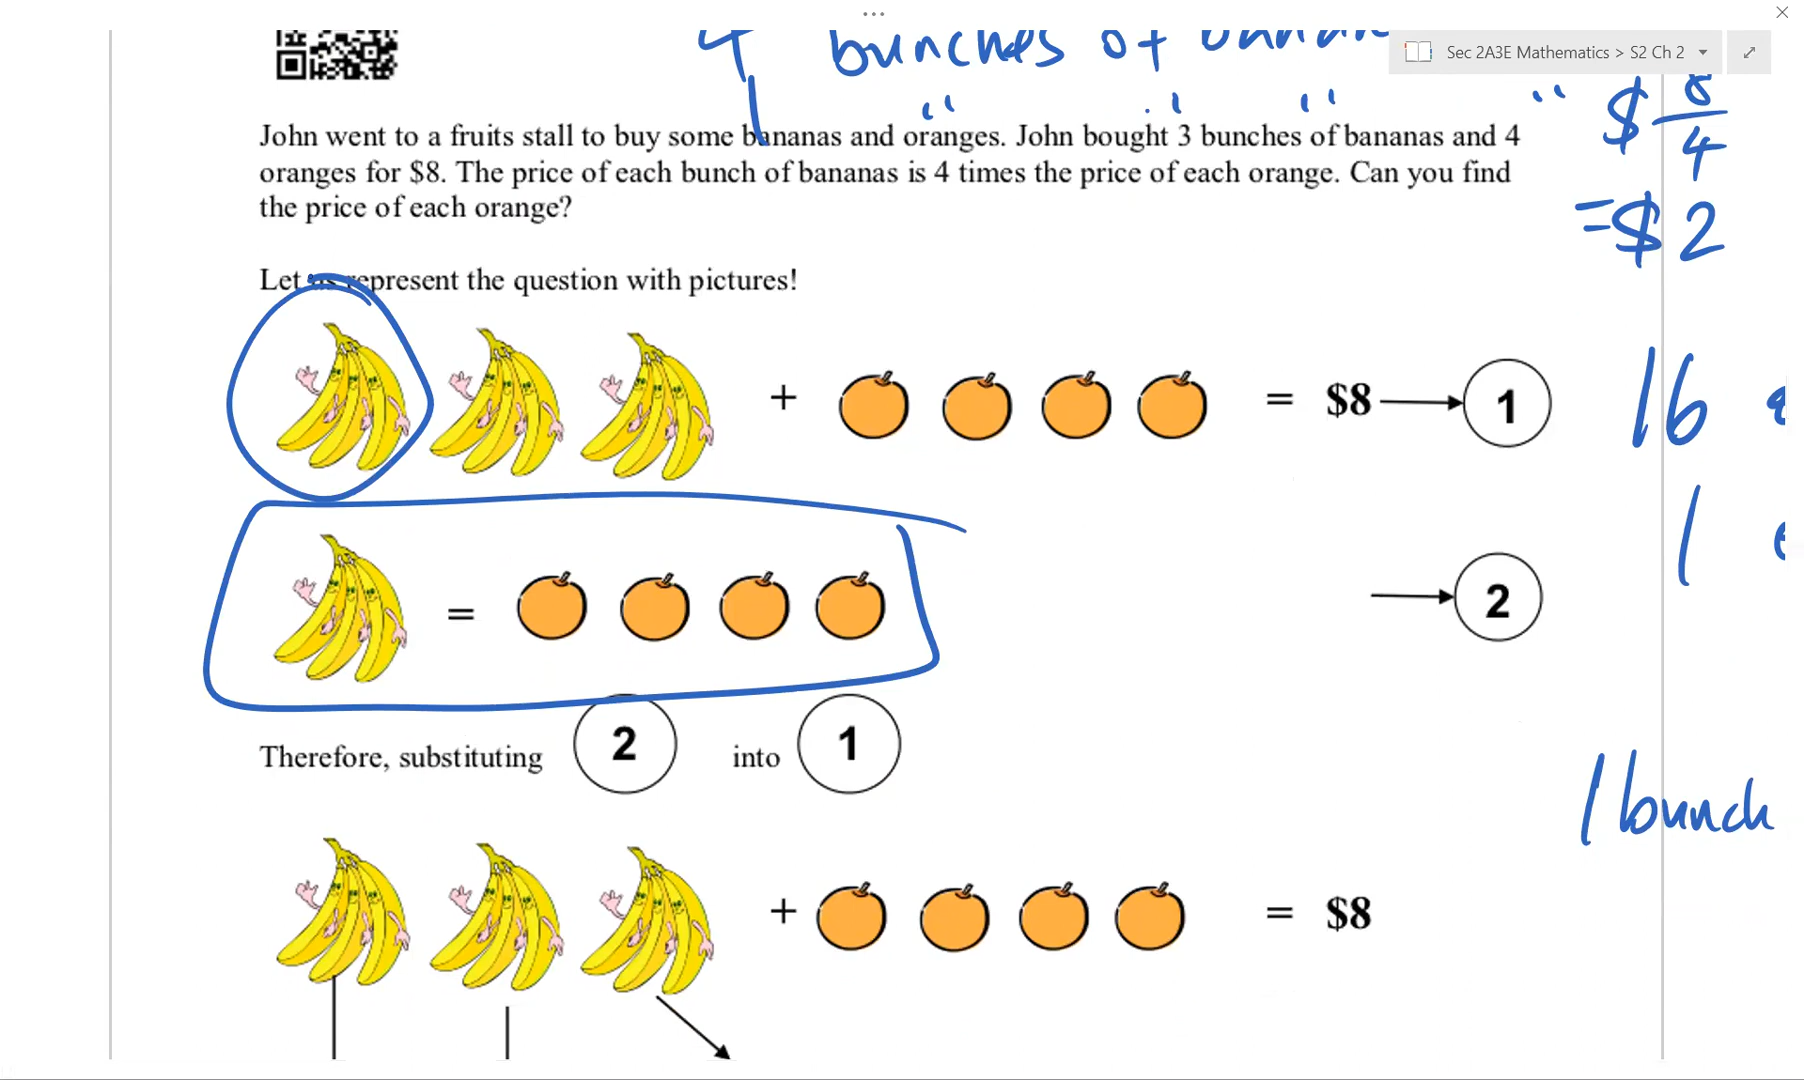 Sec 2A3E Mathematics > S2 Ch 2
4 bunches of
1 " " " " $ 8/4
John went to a fruits stall to buy some bananas and oranges. John bought 3 bunches of bananas and 4
oranges for $8. The price of each bunch of bananas is 4 times the price of each orange. Can you find
the price of each orange?
= $ 2
Let us represent the question with pictures!
+ = $8 1
16
=
2
1
Therefore, substituting 2 into 1
1 bunch
+ = $8